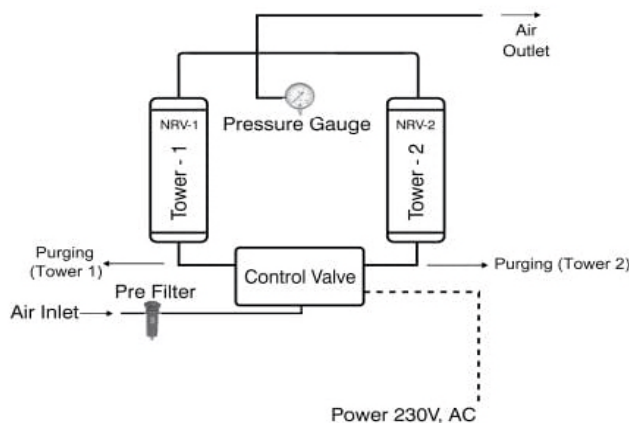 Air
Outlet
NRV-1
Tower - 1
Pressure Gauge
NRV-2
Tower - 2
Purging
(Tower 1)
Control Valve
Purging (Tower 2)
Pre Filter
Air Inlet
Power 230V, AC